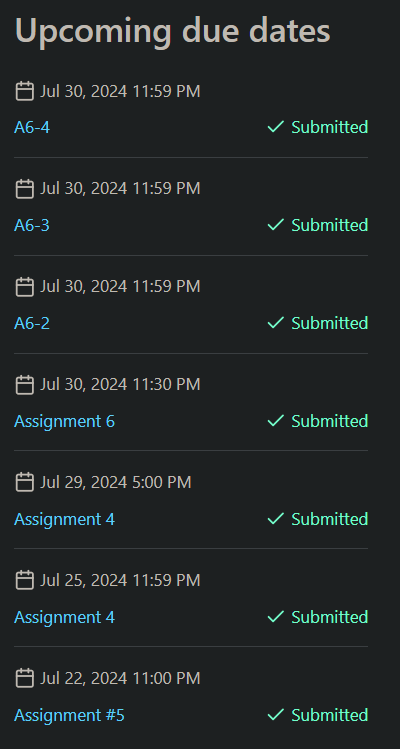 Upcoming due dates
Jul 30, 2024 11:59 PM
A6-4 Submitted
Jul 30, 2024 11:59 PM
A6-3 Submitted
Jul 30, 2024 11:59 PM
A6-2 Submitted
Jul 30, 2024 11:30 PM
Assignment 6 Submitted
Jul 29, 2024 5:00 PM
Assignment 4 Submitted
Jul 25, 2024 11:59 PM
Assignment 4 Submitted
Jul 22, 2024 11:00 PM
Assignment #5 Submitted